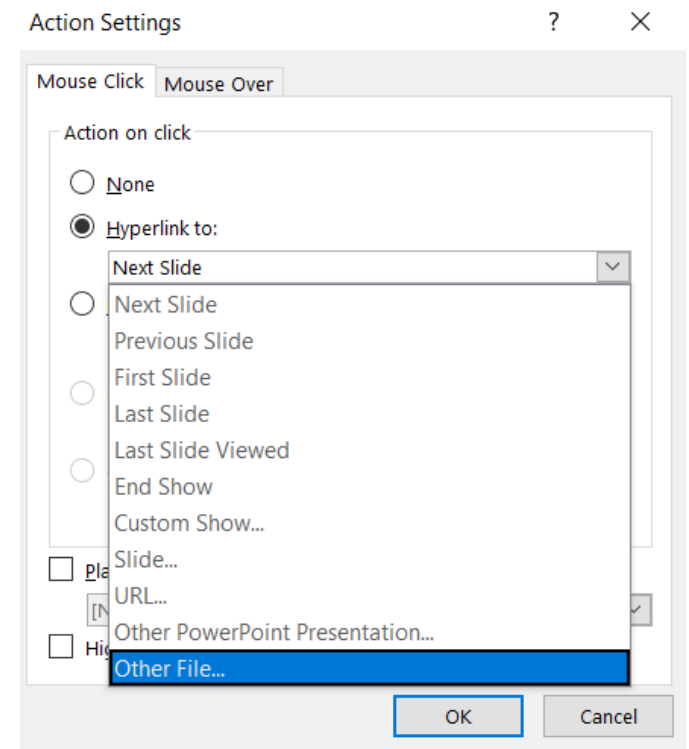 Action Settings ?
Mouse Click Mouse Over
Action on click
None
Hyperlink to:
Next Slide
Next Slide
Previous Slide
First Slide
Last Slide
Last Slide Viewed
End Show
Custom Show...
Slide...
URL...
Other PowerPoint Presentation...
Other File...
OK Cancel